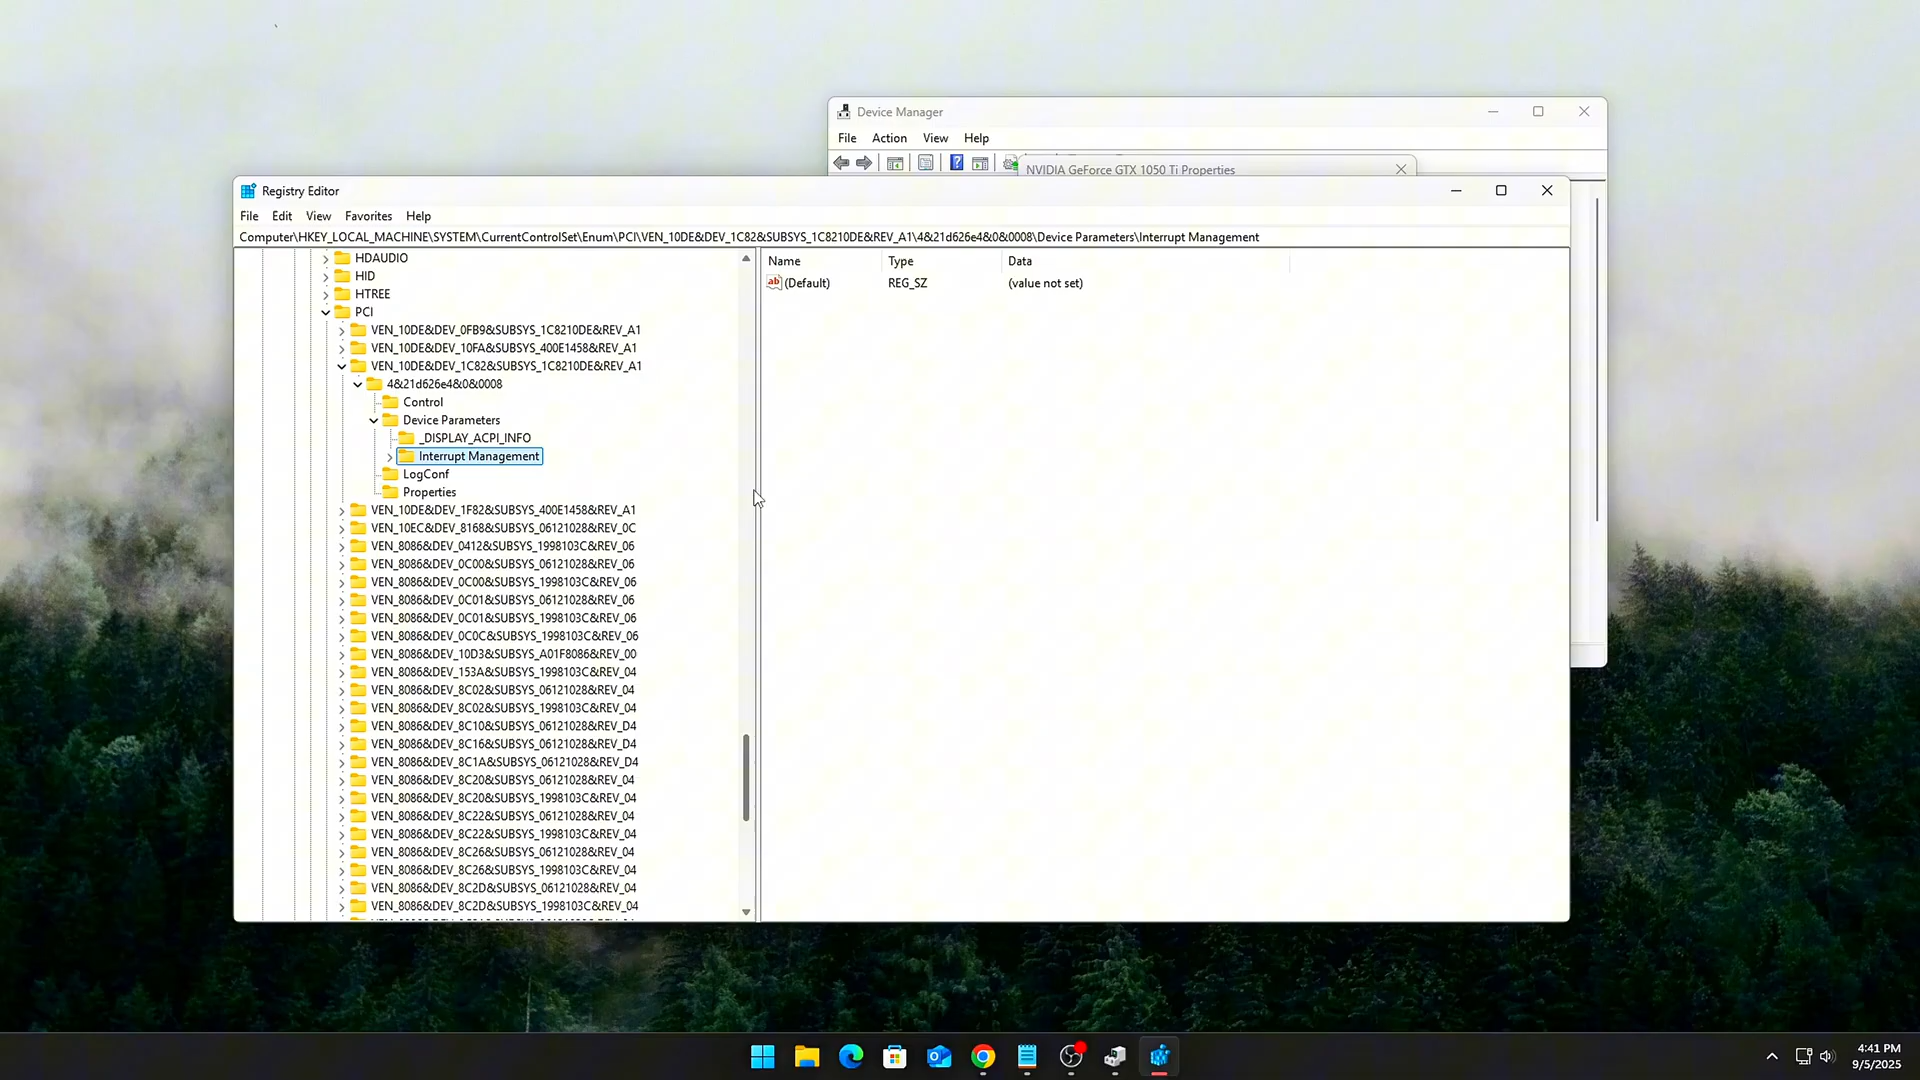 Device Manager
File Action View Help
NVIDIA GeForce GTX 1050 Ti Properties
Registry Editor
File Edit View Favorites Help
Computer\HKEY_LOCAL_MACHINE\SYSTEM\CurrentControlSet\Enum\PCI\VEN_10DE&DEV_1C82&SUBSYS_1C8210DE&REV_A1\4&21d626e4&0&0008\Device Parameters\Interrupt Management
HDAUDIO
HID
HTREE
PCI
VEN_10DE&DEV_0FB9&SUBSYS_1C8210DE&REV_A1
VEN_10DE&DEV_10FA&SUBSYS_400E1458&REV_A1
VEN_10DE&DEV_1C82&SUBSYS_1C8210DE&REV_A1
4&21d626e4&0&0008
Control
Device Parameters
_DISPLAY_ACPI_INFO
Interrupt Management
LogConf
Properties
VEN_10DE&DEV_1F82&SUBSYS_400E1458&REV_A1
VEN_10EC&DEV_8168&SUBSYS_06121028&REV_0C
VEN_8086&DEV_0412&SUBSYS_1998103C&REV_06
VEN_8086&DEV_0C00&SUBSYS_06121028&REV_06
VEN_8086&DEV_0C00&SUBSYS_1998103C&REV_06
VEN_8086&DEV_0C01&SUBSYS_06121028&REV_06
VEN_8086&DEV_0C01&SUBSYS_1998103C&REV_06
VEN_8086&DEV_0C0C&SUBSYS_1998103C&REV_06
VEN_8086&DEV_10D3&SUBSYS_A01F8086&REV_00
VEN_8086&DEV_153A&SUBSYS_1998103C&REV_04
VEN_8086&DEV_8C02&SUBSYS_06121028&REV_04
VEN_8086&DEV_8C02&SUBSYS_1998103C&REV_04
VEN_8086&DEV_8C10&SUBSYS_06121028&REV_D4
VEN_8086&DEV_8C16&SUBSYS_06121028&REV_D4
VEN_8086&DEV_8C1A&SUBSYS_06121028&REV_D4
VEN_8086&DEV_8C20&SUBSYS_06121028&REV_04
VEN_8086&DEV_8C20&SUBSYS_1998103C&REV_04
VEN_8086&DEV_8C22&SUBSYS_06121028&REV_04
VEN_8086&DEV_8C22&SUBSYS_1998103C&REV_04
VEN_8086&DEV_8C26&SUBSYS_06121028&REV_04
VEN_8086&DEV_8C26&SUBSYS_1998103C&REV_04
VEN_8086&DEV_8C2D&SUBSYS_06121028&REV_04
VEN_8086&DEV_8C2D&SUBSYS_1998103C&REV_04
Name Type Data
(Default) REG_SZ (value not set)
4:41 PM
9/5/2025